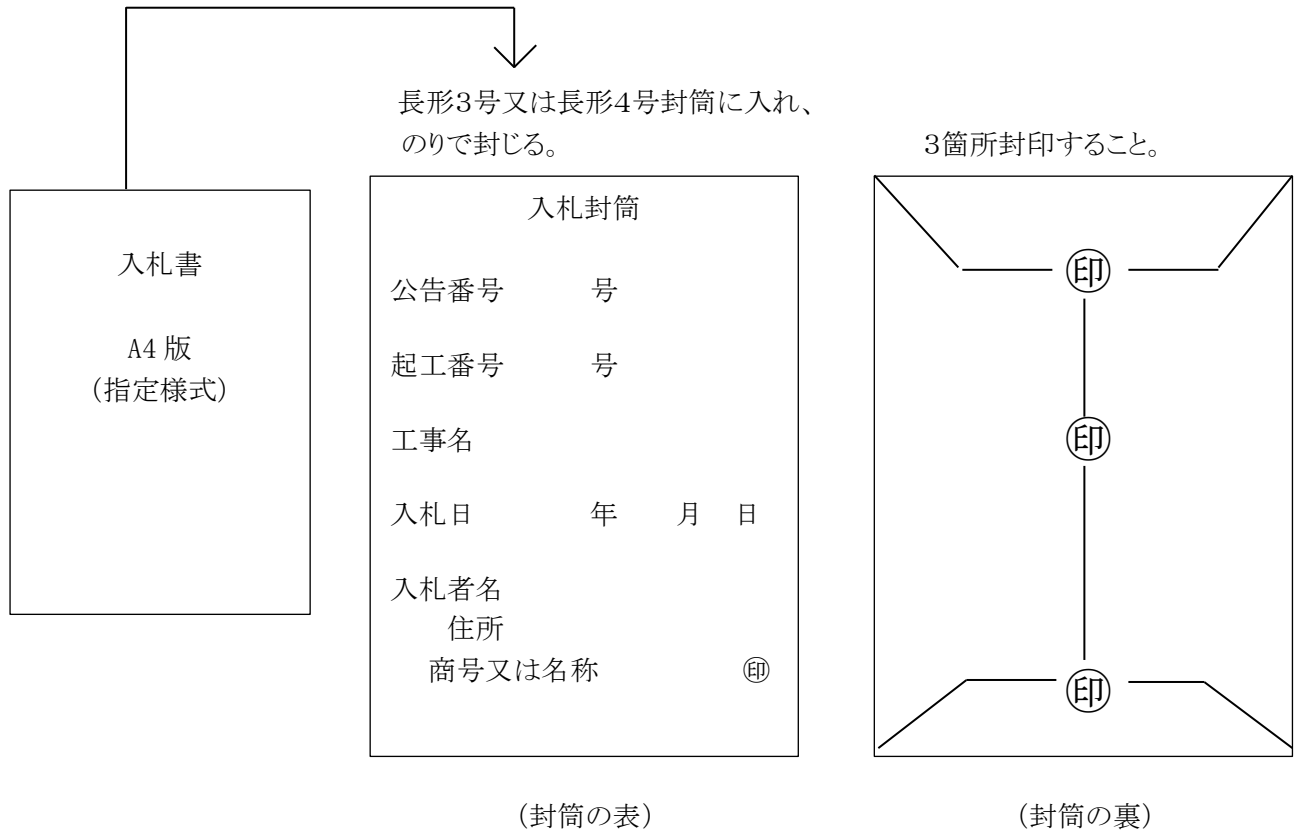 長形３号又は長形４号封筒に入れ、
のりで封じる。
３箇所封印すること。
入札書
A4 版
（指定様式）
入札封筒
公告番号　　　号
起工番号　　　号
工事名
入札日　　　　年　　月　日
入札者名
住所
商号又は名称　　　　　㊞
㊞
㊞
㊞
（封筒の表）
（封筒の裏）